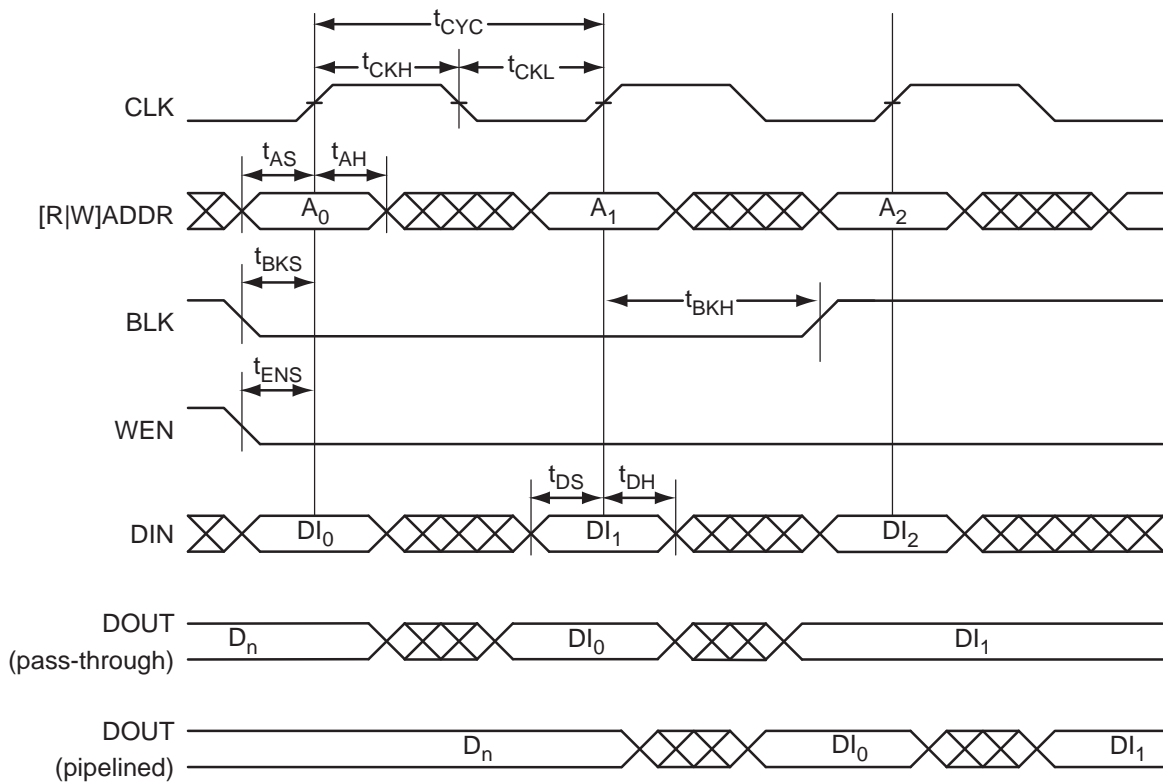 tCYC
tCKH tCKL
CLK
tAS tAH
[R|W]ADDR A0 A1 A2
tBKS
tBKH
BLK
tENS
WEN
tDS tDH
DIN DI0 DI1 DI2
DOUT
(pass-through) Dn DI0 DI1
DOUT
(pipelined) Dn DI0 DI1